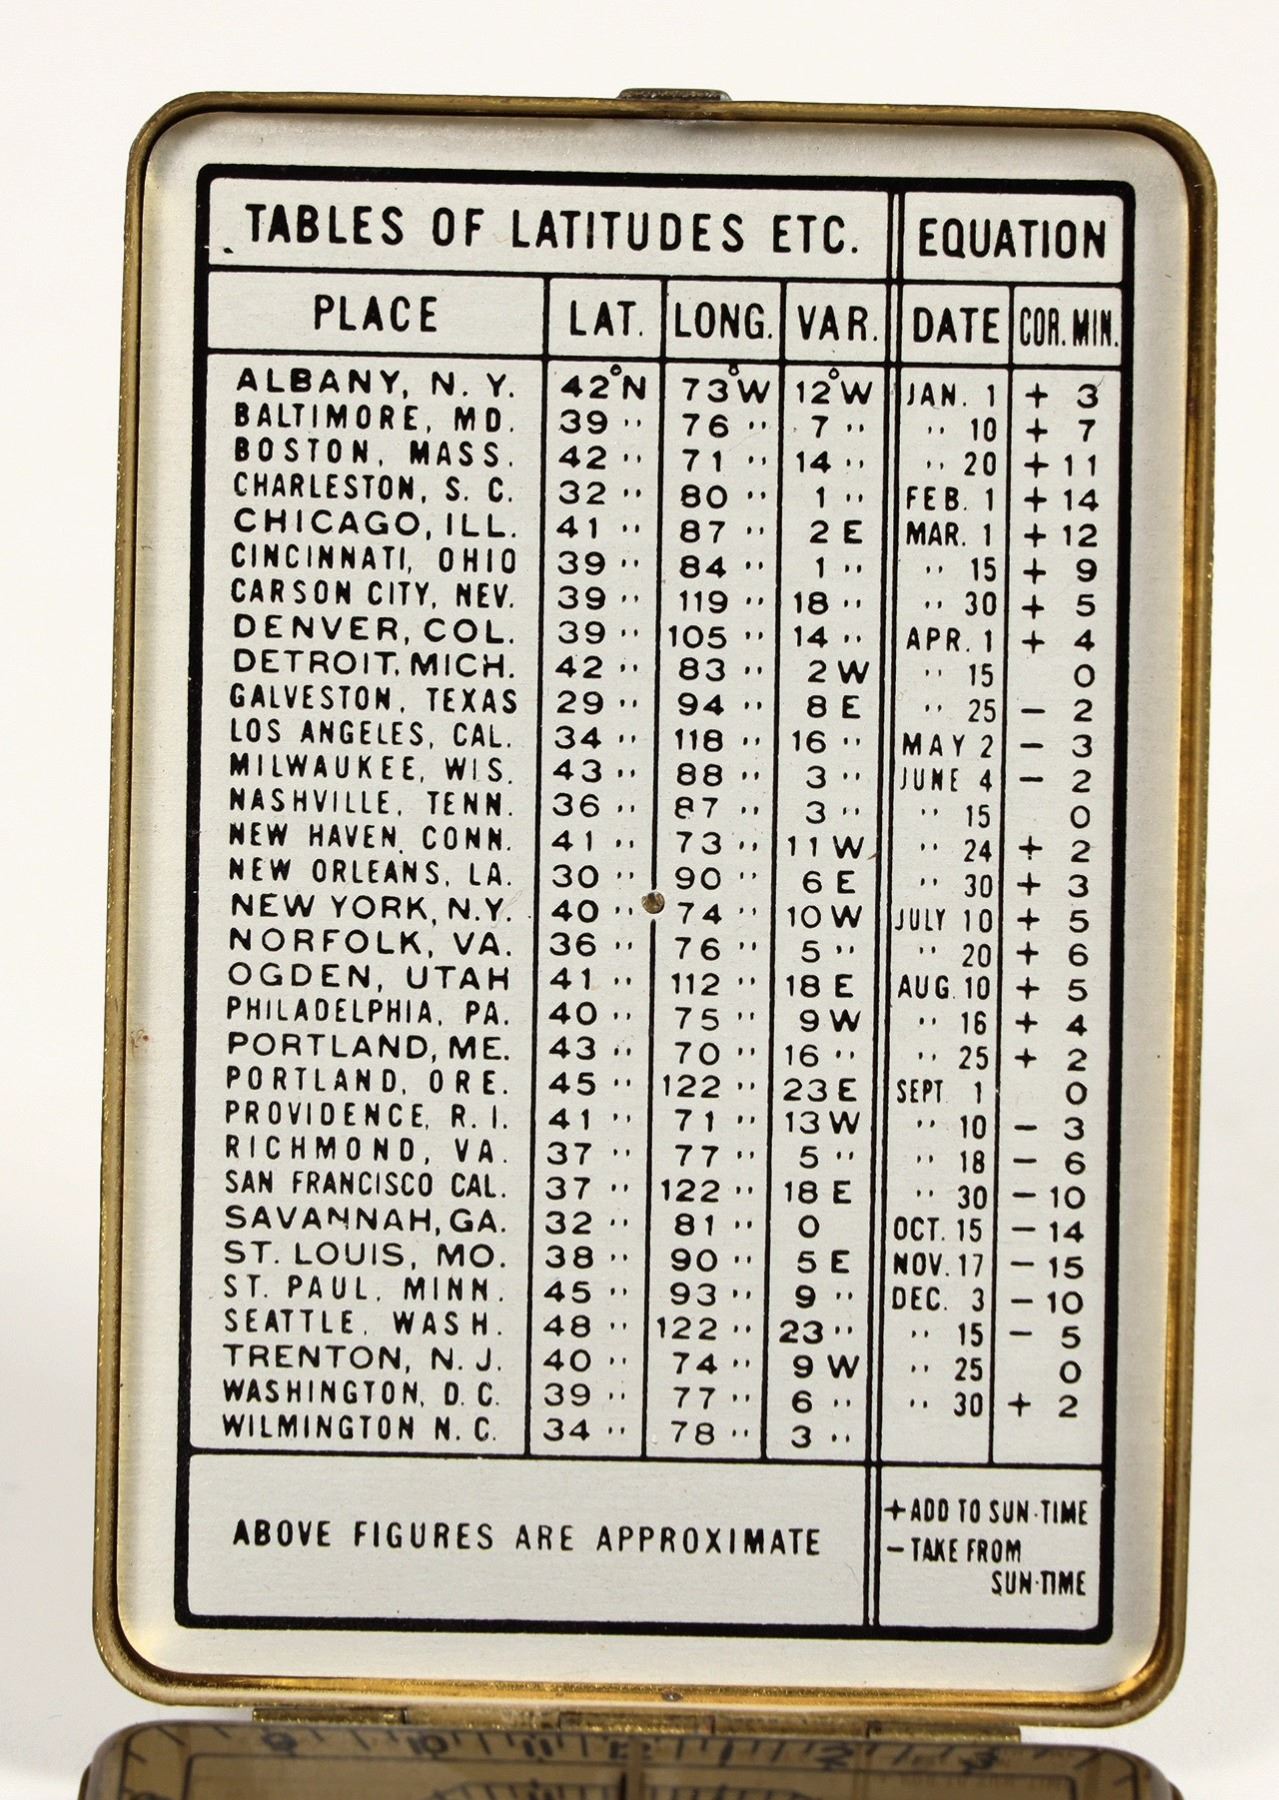 TABLES OF LATITUDES ETC. EQUATION
PLACE LAT. LONG. VAR. DATE COR. MIN.
ALBANY, N. Y. 42°N 73°W 12°W JAN. 1 + 3
BALTIMORE, MD. 39 '' 76 '' 7 '' '' 10 + 7
BOSTON, MASS. 42 '' 71 '' 14 '' '' 20 + 11
CHARLESTON, S. C. 32 '' 80 '' 1 '' FEB. 1 + 14
CHICAGO, ILL. 41 '' 87 '' 2 E MAR. 1 + 12
CINCINNATI, OHIO 39 '' 84 '' 1 '' '' 15 + 9
CARSON CITY, NEV. 39 '' 119 '' 18 '' '' 30 + 5
DENVER, COL. 39 '' 105 '' 14 '' APR. 1 + 4
DETROIT. MICH. 42 '' 83 '' 2 W '' 15 0
GALVESTON, TEXAS 29 '' 94 '' 8 E '' 25 - 2
LOS ANGELES, CAL. 34 '' 118 '' 16 '' MAY 2 - 3
MILWAUKEE, WIS. 43 '' 88 '' 3 '' JUNE 4 - 2
NASHVILLE, TENN. 36 '' 87 '' 3 '' '' 15 0
NEW HAVEN, CONN. 41 '' 73 '' 11 W '' 24 + 2
NEW ORLEANS, LA. 30 '' 90 '' 6 E '' 30 + 3
NEW YORK, N.Y. 40 '' 74 '' 10 W JULY 10 + 5
NORFOLK, VA. 36 '' 76 '' 5 '' '' 20 + 6
OGDEN, UTAH 41 '' 112 '' 18 E AUG. 10 + 5
PHILADELPHIA, PA. 40 '' 75 '' 9 W '' 16 + 4
PORTLAND, ME. 43 '' 70 '' 16 '' '' 25 + 2
PORTLAND, ORE. 45 '' 122 '' 23 E SEPT. 1 0
PROVIDENCE, R. I. 41 '' 71 '' 13 W '' 10 - 3
RICHMOND, VA. 37 '' 77 '' 5 '' '' 18 - 6
SAN FRANCISCO CAL. 37 '' 122 '' 18 E '' 30 - 10
SAVANNAH, GA. 32 '' 81 '' 0 OCT. 15 - 14
ST. LOUIS, MO. 38 '' 90 '' 5 E NOV. 17 - 15
ST. PAUL, MINN. 45 '' 93 '' 9 '' DEC. 3 - 10
SEATTLE, WASH. 48 '' 122 '' 23 '' '' 15 - 5
TRENTON, N. J. 40 '' 74 '' 9 W '' 25 0
WASHINGTON, D. C. 39 '' 77 '' 6 '' '' 30 + 2
WILMINGTON N. C. 34 '' 78 '' 3 ''
ABOVE FIGURES ARE APPROXIMATE
+ ADD TO SUN-TIME
- TAKE FROM
SUN-TIME